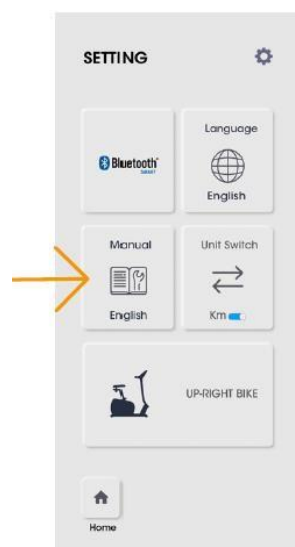 SETTING
Bluetooth
SMART
Language
English
Manual
English
Unit Switch
Km
UP-RIGHT BIKE
Home